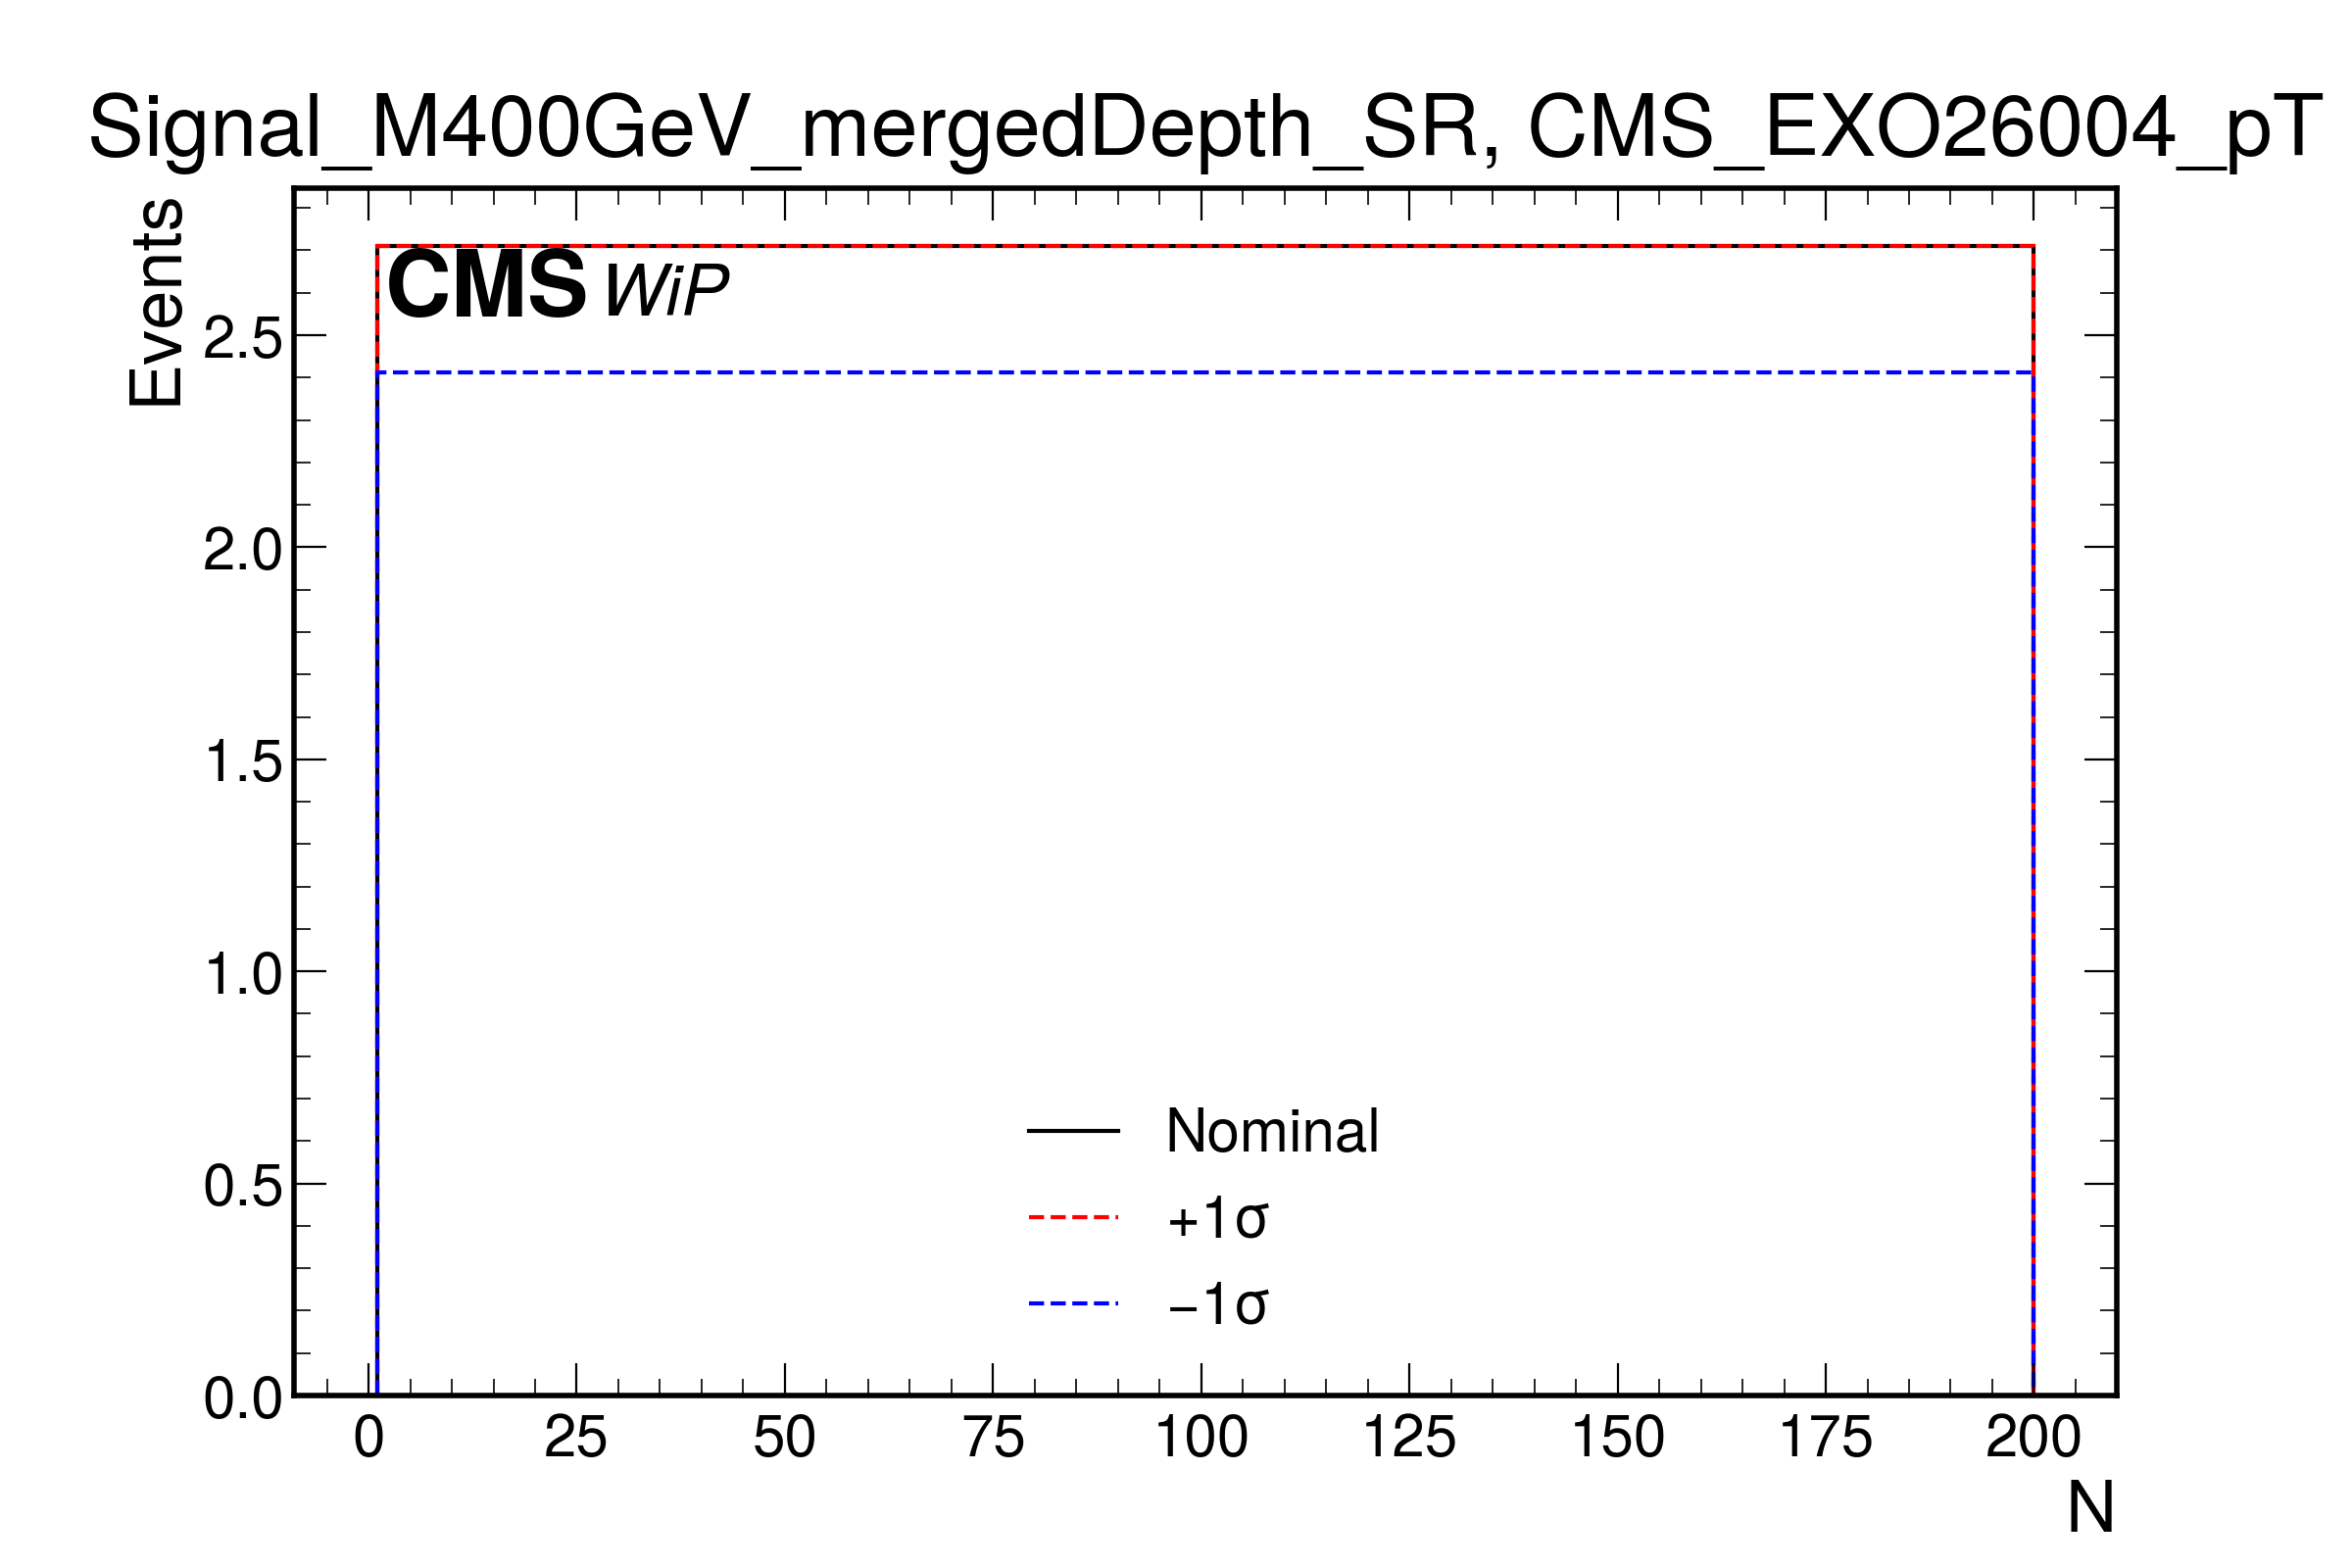 Signal_M400GeV_mergedDepth_SR, CMS_EXO26004_pT
Events
CMS WiP
2.5
2.0
1.5
1.0
0.5
0.0
Nominal
+1σ
−1σ
0 25 50 75 100 125 150 175 200
N